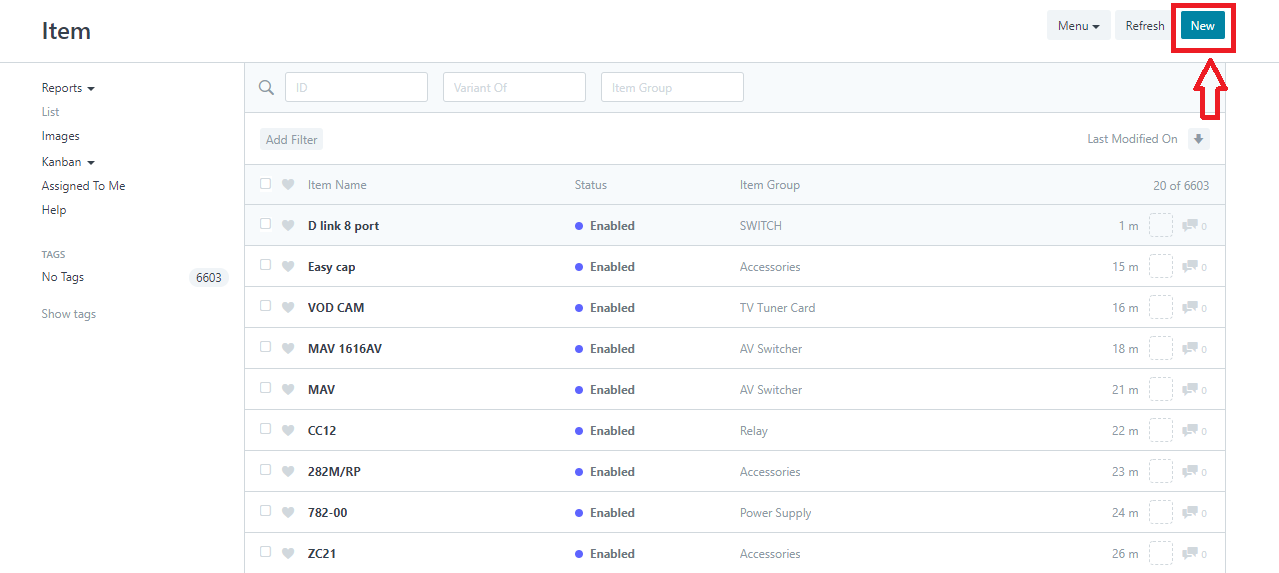 Item
Menu
Refresh
New
Reports
List
Images
Kanban
Assigned To Me
Help
TAGS
No Tags 6603
Show tags
ID
Variant Of
Item Group
Add Filter
Last Modified On
Item Name Status Item Group 20 of 6603
D link 8 port Enabled SWITCH 1 m 0
Easy cap Enabled Accessories 15 m 0
VOD CAM Enabled TV Tuner Card 16 m 0
MAV 1616AV Enabled AV Switcher 18 m 0
MAV Enabled AV Switcher 21 m 0
CC12 Enabled Relay 22 m 0
282M/RP Enabled Accessories 23 m 0
782-00 Enabled Power Supply 24 m 0
ZC21 Enabled Accessories 26 m 0